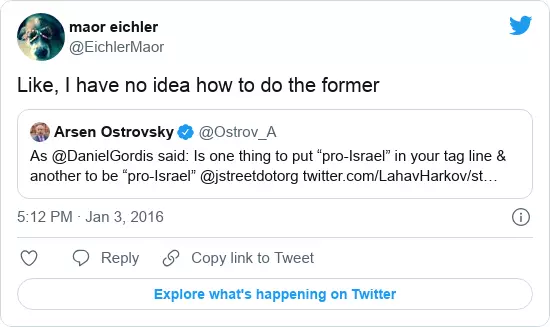 maor eichler
@EichlerMaor
Like, I have no idea how to do the former
Arsen Ostrovsky @Ostrov_A
As @DanielGordis said: Is one thing to put “pro-Israel” in your tag line &
another to be “pro-Israel” @jstreetdotorg twitter.com/LahavHarkov/st…
5:12 PM · Jan 3, 2016
Reply Copy link to Tweet
Explore what's happening on Twitter